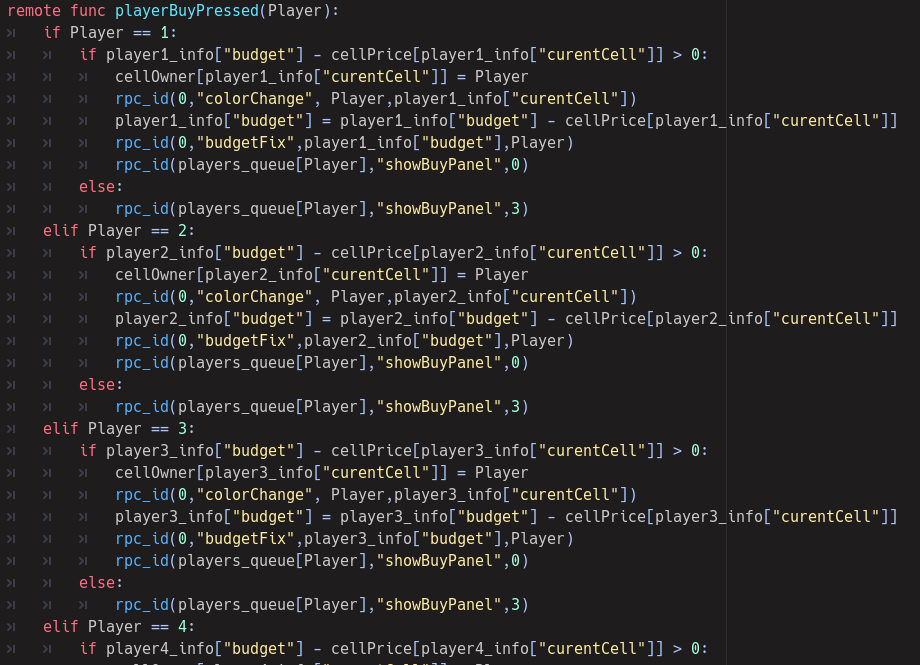 remote func playerBuyPressed(Player):
if Player == 1:
if player1_info["budget"] - cellPrice[player1_info["curentCell"]] > 0:
cellOwner[player1_info["curentCell"]] = Player
rpc_id(0,"colorChange", Player,player1_info["curentCell"])
player1_info["budget"] = player1_info["budget"] - cellPrice[player1_info["curentCell"]]
rpc_id(0,"budgetFix",player1_info["budget"],Player)
rpc_id(players_queue[Player],"showBuyPanel",0)
else:
rpc_id(players_queue[Player],"showBuyPanel",3)
elif Player == 2:
if player2_info["budget"] - cellPrice[player2_info["curentCell"]] > 0:
cellOwner[player2_info["curentCell"]] = Player
rpc_id(0,"colorChange", Player,player2_info["curentCell"])
player2_info["budget"] = player2_info["budget"] - cellPrice[player2_info["curentCell"]]
rpc_id(0,"budgetFix",player2_info["budget"],Player)
rpc_id(players_queue[Player],"showBuyPanel",0)
else:
rpc_id(players_queue[Player],"showBuyPanel",3)
elif Player == 3:
if player3_info["budget"] - cellPrice[player3_info["curentCell"]] > 0:
cellOwner[player3_info["curentCell"]] = Player
rpc_id(0,"colorChange", Player,player3_info["curentCell"])
player3_info["budget"] = player3_info["budget"] - cellPrice[player3_info["curentCell"]]
rpc_id(0,"budgetFix",player3_info["budget"],Player)
rpc_id(players_queue[Player],"showBuyPanel",0)
else:
rpc_id(players_queue[Player],"showBuyPanel",3)
elif Player == 4:
if player4_info["budget"] - cellPrice[player4_info["curentCell"]] > 0: